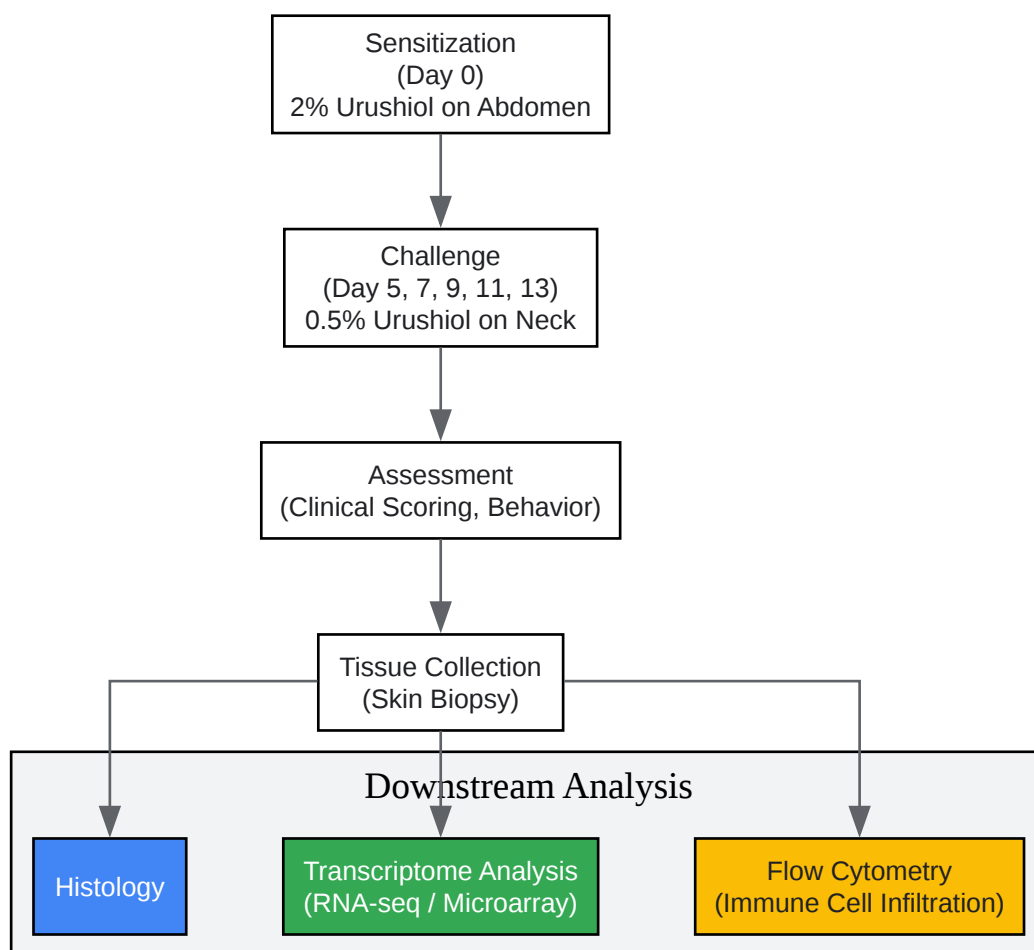 Sensitization
(Day 0)
2% Urushiol on Abdomen
Challenge
(Day 5, 7, 9, 11, 13)
0.5% Urushiol on Neck
Assessment
(Clinical Scoring, Behavior)
Tissue Collection
(Skin Biopsy)
Downstream Analysis
Histology
Transcriptome Analysis
(RNA-seq / Microarray)
Flow Cytometry
(Immune Cell Infiltration)